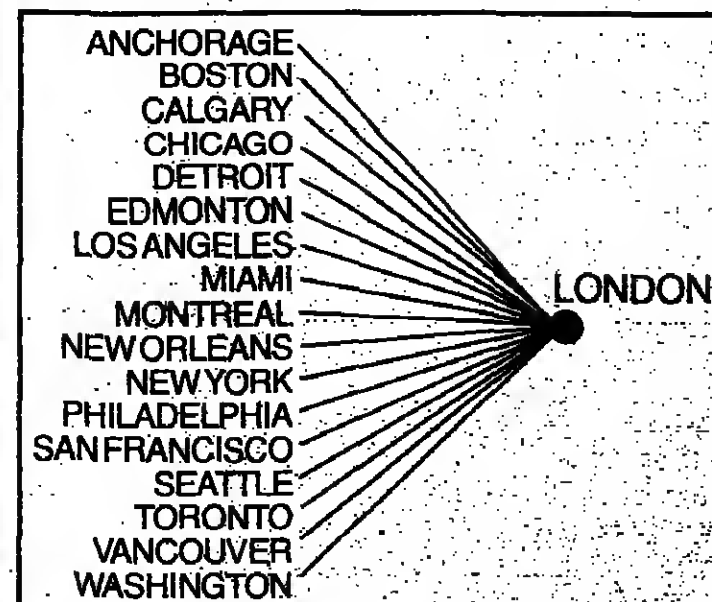 ANCHORAGE
BOSTON
CALGARY
CHICAGO
DETROIT
EDMONTON
LOS ANGELES
MIAMI
LONDON
MONTREAL
NEW ORLEANS
NEW YORK
PHILADELPHIA
SAN FRANCISCO
SEATTLE
TORONTO
VANCOUVER
WASHINGTON